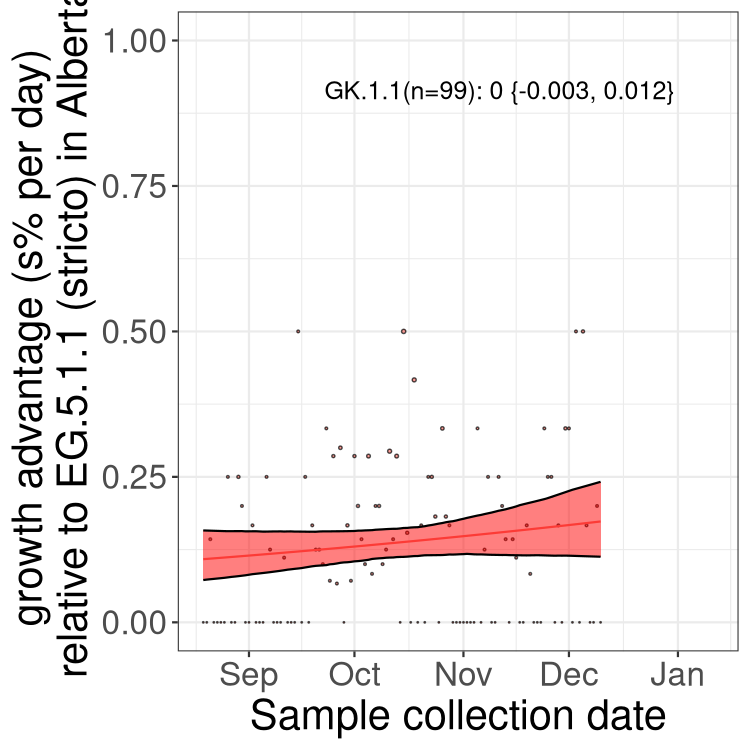 growth advantage (s% per day)
relative to EG.5.1.1 (stricto) in Alberta
1.00
0.75
0.50
0.25
0.00
GK.1.1(n=99): 0 {-0.003, 0.012}
Sep Oct Nov Dec Jan
Sample collection date